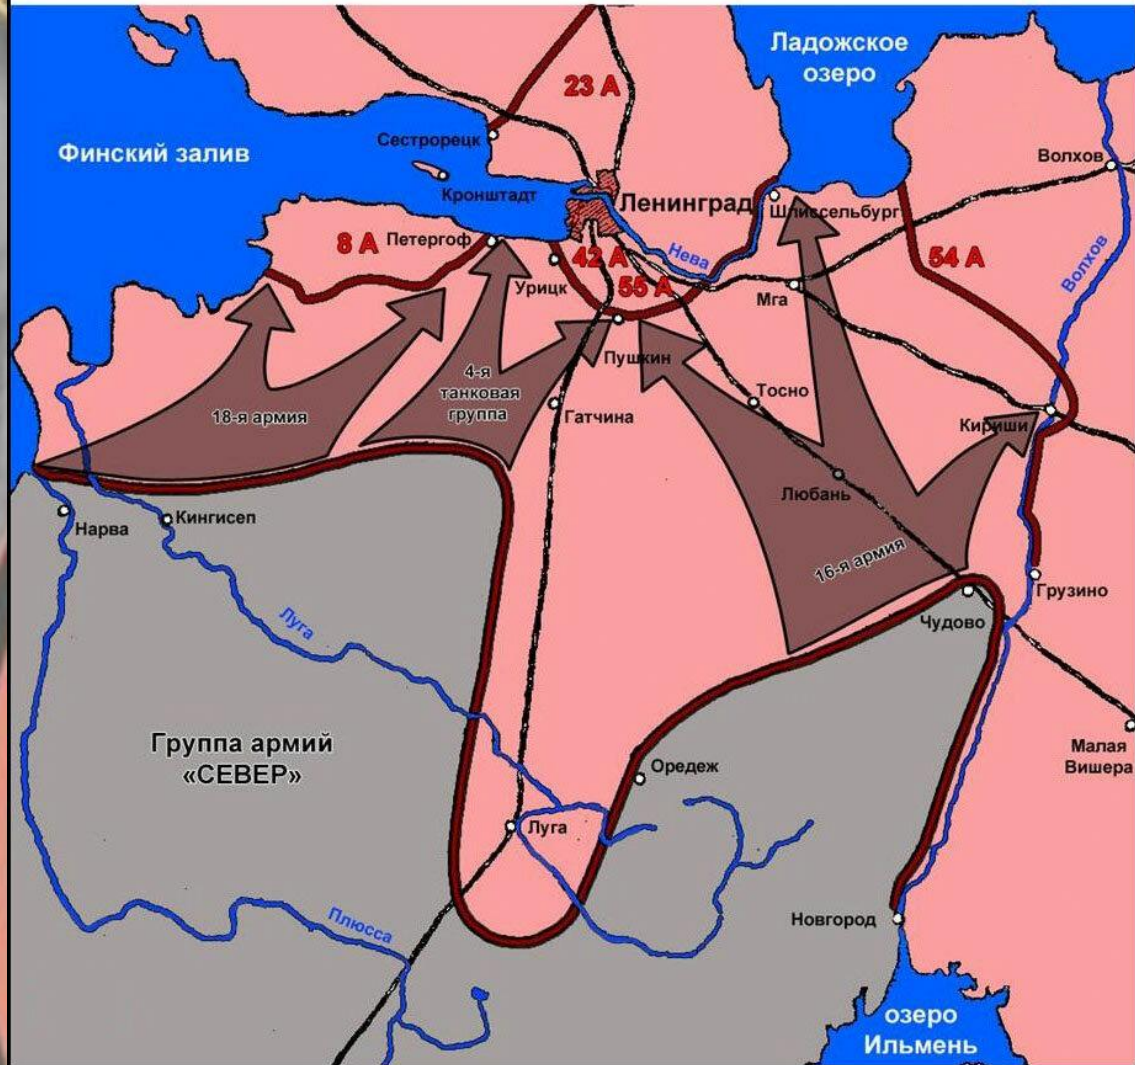 Ладожское
озеро
23 А
Финский залив
Сестрорецк
Волхов
Кронштадт
Ленинград
Шлиссельбург
8 А
Петергоф
42 А
Нева
54 А
Волхов
Урицк
55 А
Мга
Пушкин
4-я
танковая
группа
18-я армия
Гатчина
Тосно
Кириши
Любань
Нарва
Кингисеп
16-я армия
Грузино
Чудово
Луга
Группа армий
«СЕВЕР»
Малая
Вишера
Оредеж
Луга
Новгород
Плюсса
озеро
Ильмень